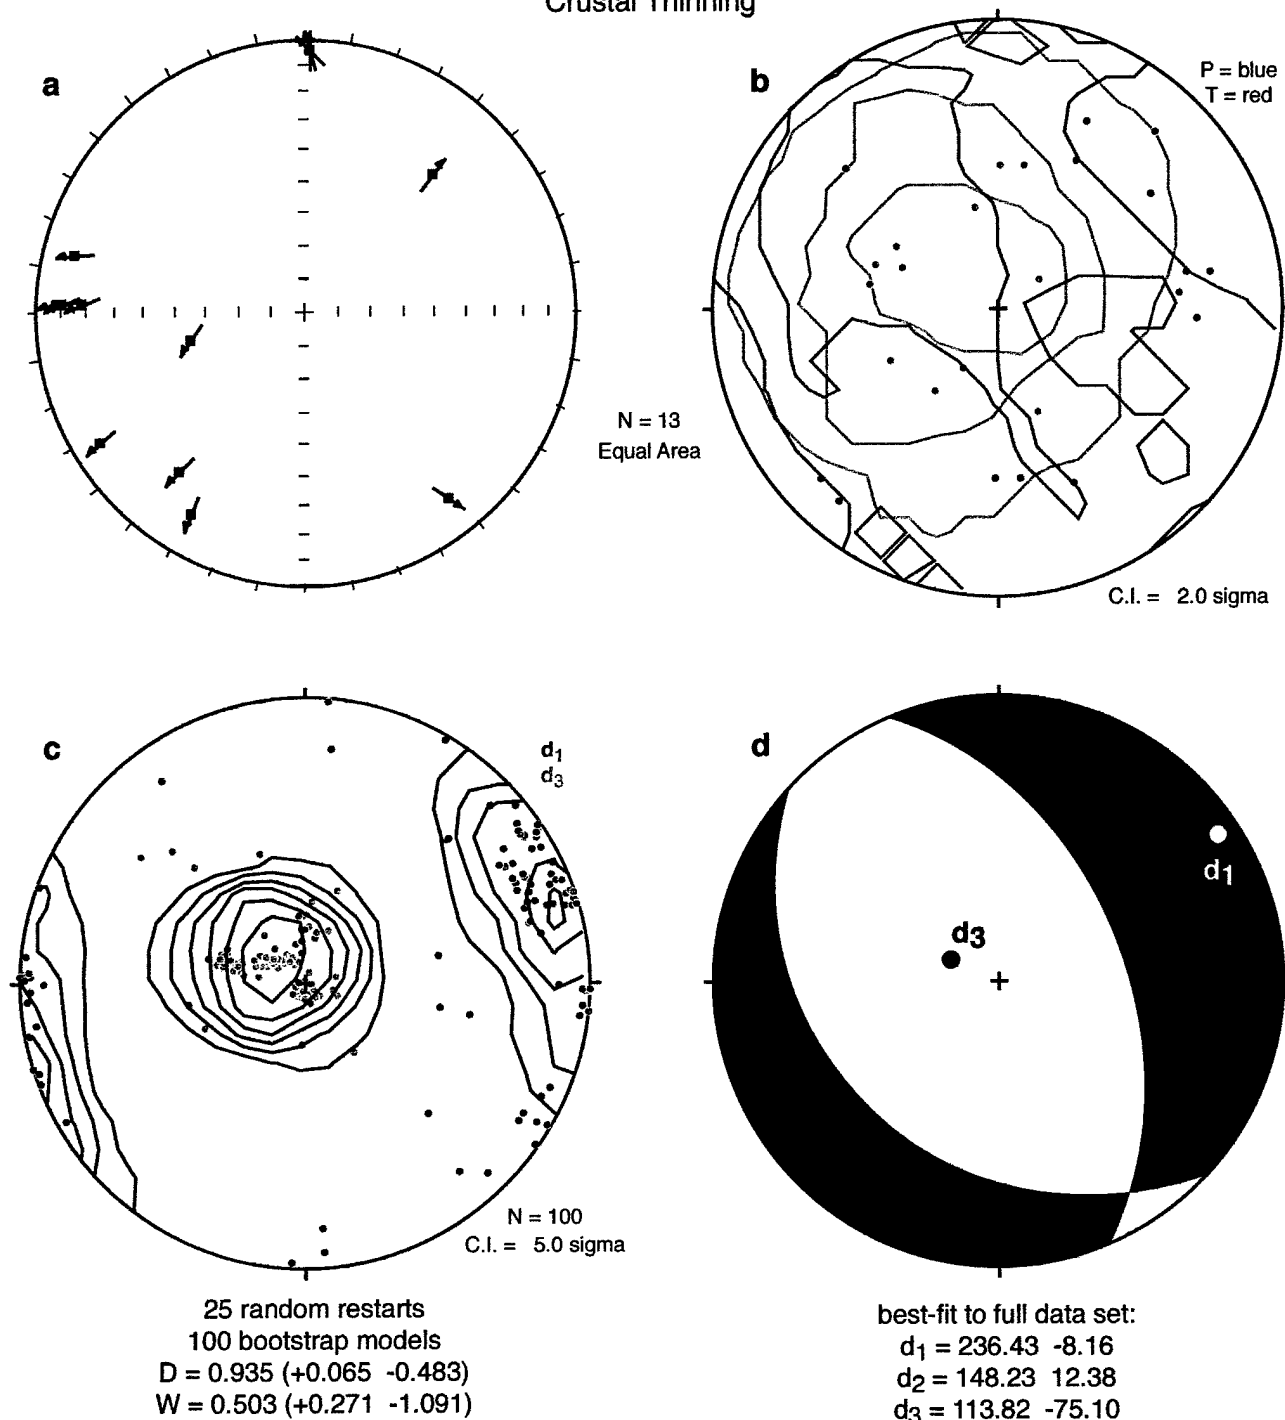 Crustal Thinning
a
b
P = blue
T = red
N = 13
Equal Area
C.I. = 2.0 sigma
c
d1
d3
d
d1
d3
N = 100
C.I. = 5.0 sigma
25 random restarts
100 bootstrap models
D = 0.935 (+0.065 -0.483)
W = 0.503 (+0.271 -1.091)
best-fit to full data set:
d1 = 236.43 -8.16
d2 = 148.23 12.38
d3 = 113.82 -75.10